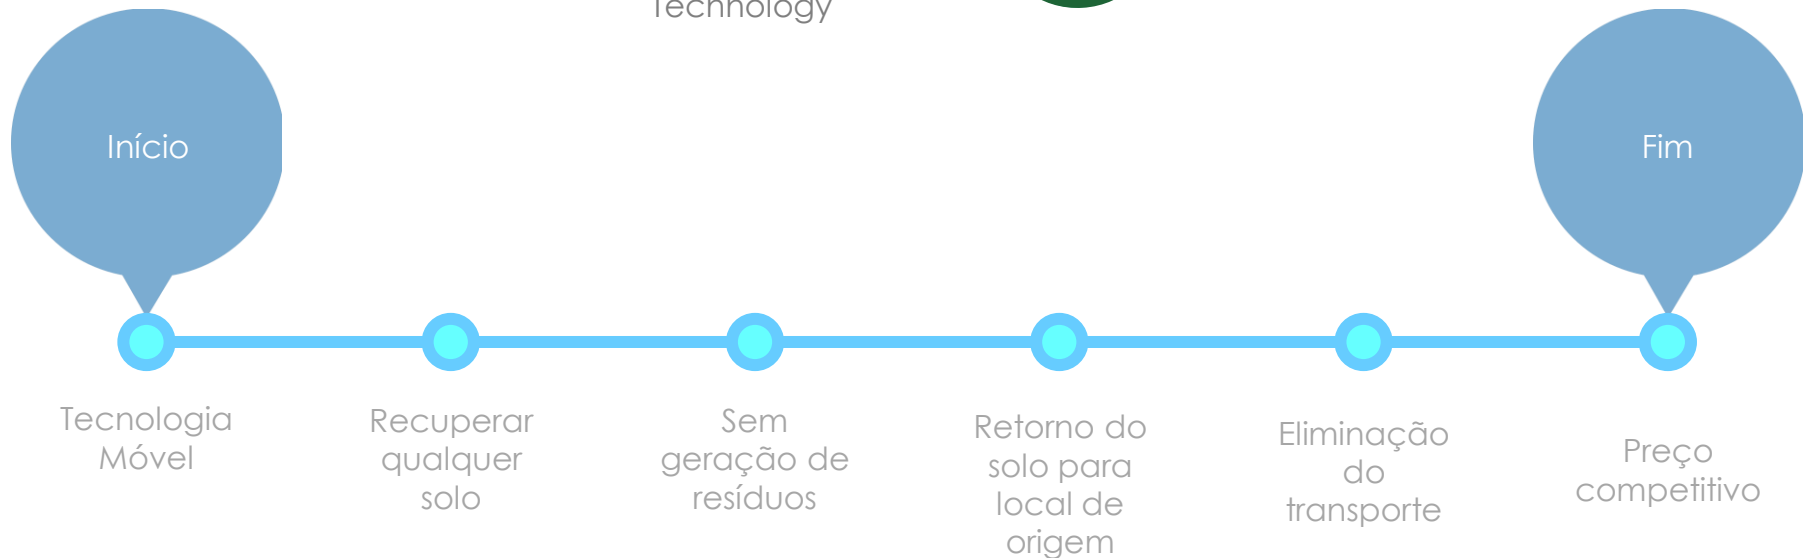 Technology
Início
Fim
Tecnologia
Móvel
Recuperar
qualquer
solo
Sem
geração de
resíduos
Retorno do
solo para
local de
origem
Eliminação
do
transporte
Preço
competitivo